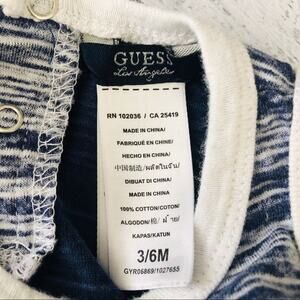 GUESS
Los Angeles
RN 102036 / CA 25419
MADE IN CHINA/
FABRIQUÉ EN CHINE/
HECHO EN CHINA/
中国制造/ ผลิตในจีน/
DIBUAT DI CHINA/
MADE IN CHINA
100% COTTON/COTON/
ALGODON/棉/ ฝ้าย/
KAPAS/KATUN
3/6M
GYR06869/1027655